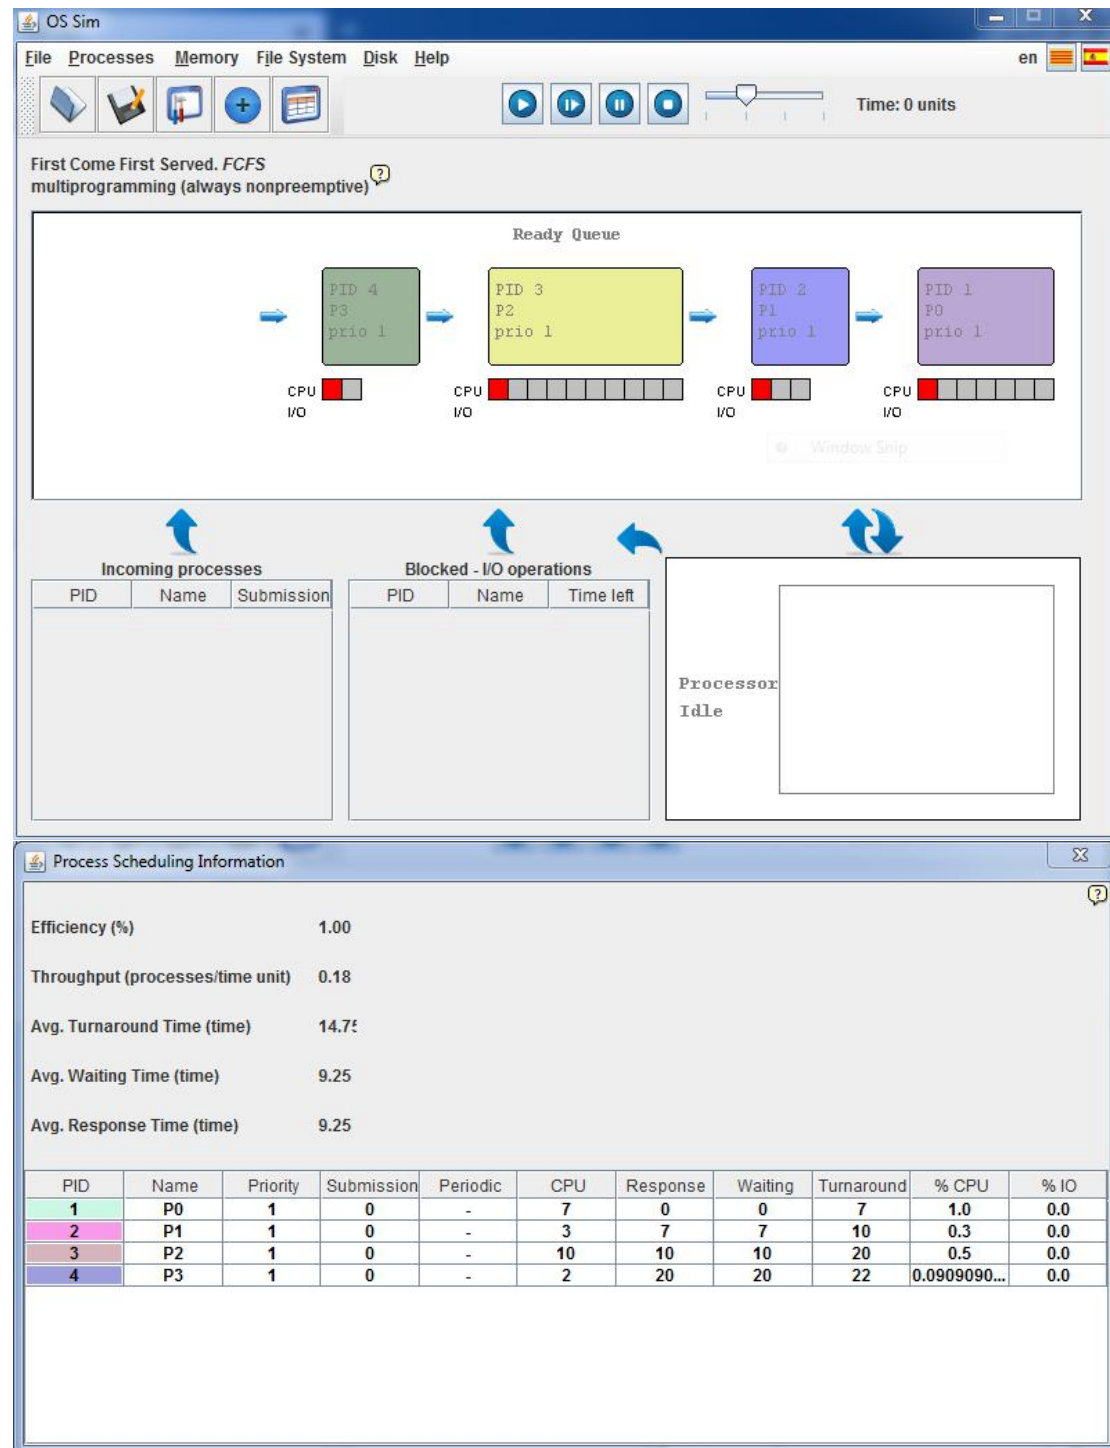 OS Sim
File Processes Memory File System Disk Help en
Time: 0 units
First Come First Served. FCFS
multiprogramming (always nonpreemptive)
Ready Queue
PID 4 PID 3 PID 2 PID 1
P3 P2 P1 P0
prio 1 prio 1 prio 1 prio 1
CPU CPU CPU CPU
I/O I/O I/O I/O
Window Snip
Incoming processes Blocked - I/O operations
PID Name Submission PID Name Time left
Processor
Idle
Process Scheduling Information
Efficiency (%) 1.00
Throughput (processes/time unit) 0.18
Avg. Turnaround Time (time) 14.75
Avg. Waiting Time (time) 9.25
Avg. Response Time (time) 9.25
PID Name Priority Submission Periodic CPU Response Waiting Turnaround % CPU % IO
1 P0 1 0 - 7 0 0 7 1.0 0.0
2 P1 1 0 - 3 7 7 10 0.3 0.0
3 P2 1 0 - 10 10 10 20 0.5 0.0
4 P3 1 0 - 2 20 20 22 0.0909090... 0.0